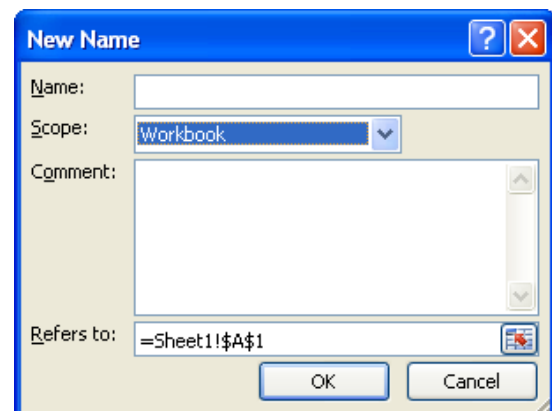 New Name
Name:
Scope: Workbook
Comment:
Refers to: =Sheet1!$A$1
OK Cancel